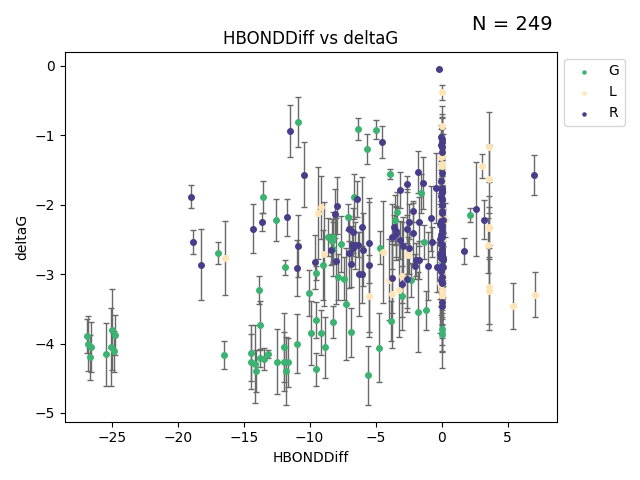 N = 249
HBONDDiff vs deltaG
G
L
R
deltaG
0
−1
−2
−3
−4
−5
−25
−20
−15
−10
−5
0
5
HBONDDiff